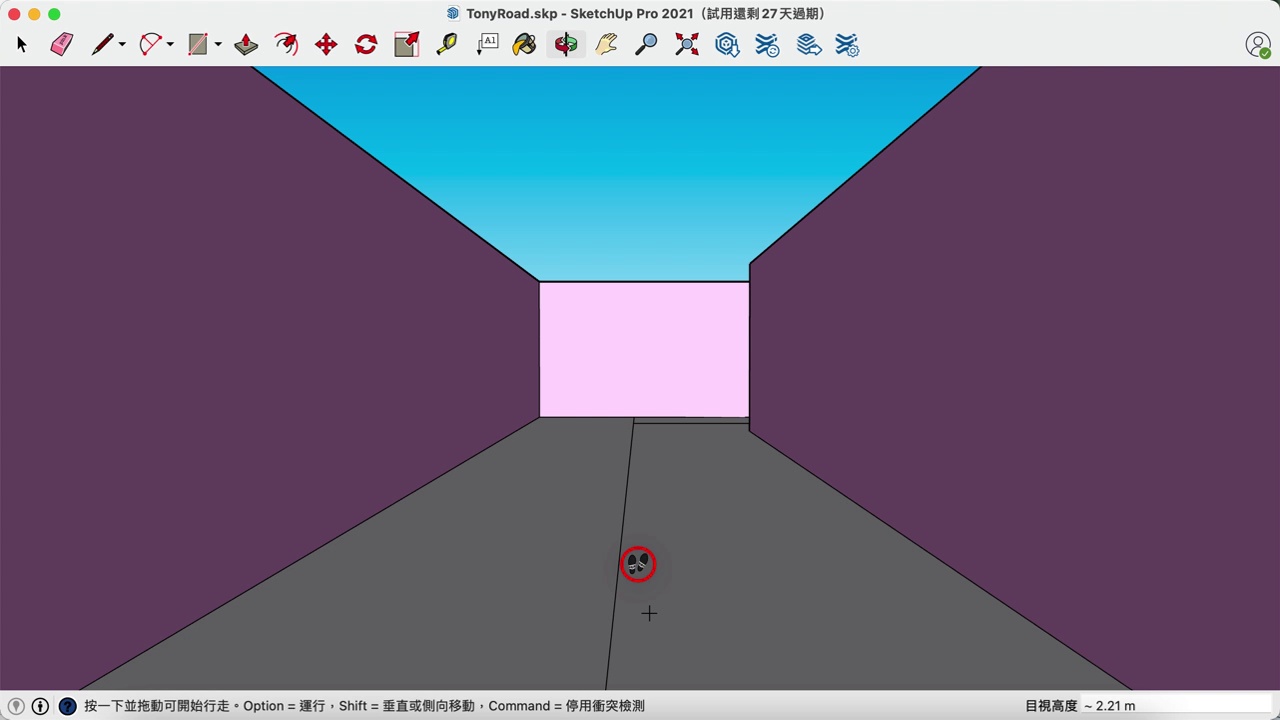 TonyRoad.skp - SketchUp Pro 2021（試用還剩 27 天過期）
A1
按一下並拖動可開始行走。Option = 運行，Shift = 垂直或側向移動，Command = 停用衝突檢測
目視高度 ~ 2.21 m